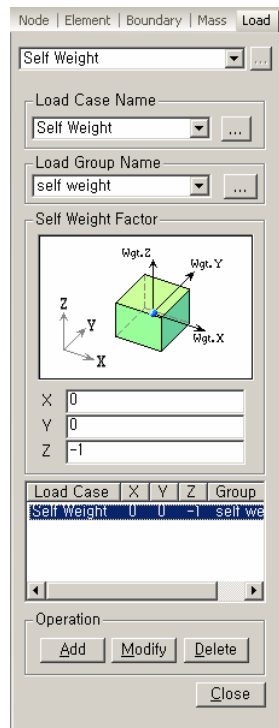 Node | Element | Boundary | Mass | Load
Self Weight
...
Load Case Name
Self Weight
...
Load Group Name
self weight
...
Self Weight Factor
Wgt.Z
Wgt.Y
Wgt.X
Z
Y
X
X 0
Y 0
Z -1
Load Case X Y Z Group
Self Weight 0 0 -1 self we
Operation
Add Modify Delete
Close